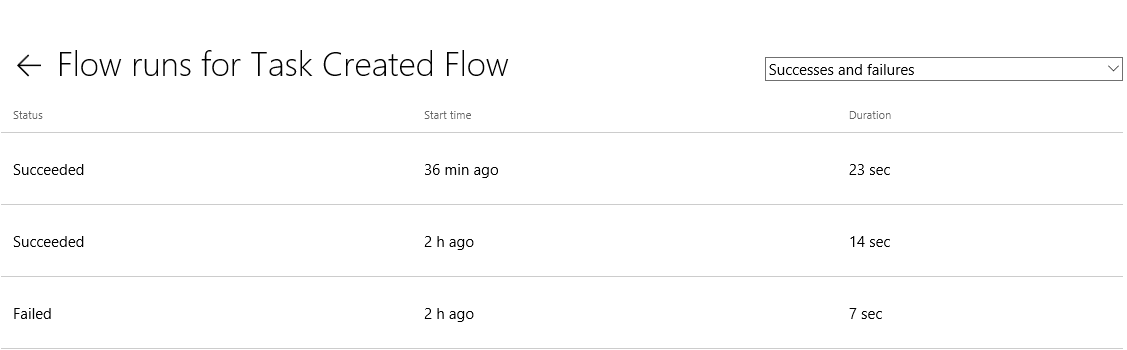 Flow runs for Task Created Flow
Successes and failures
Status Start time Duration
Succeeded 36 min ago 23 sec
Succeeded 2 h ago 14 sec
Failed 2 h ago 7 sec